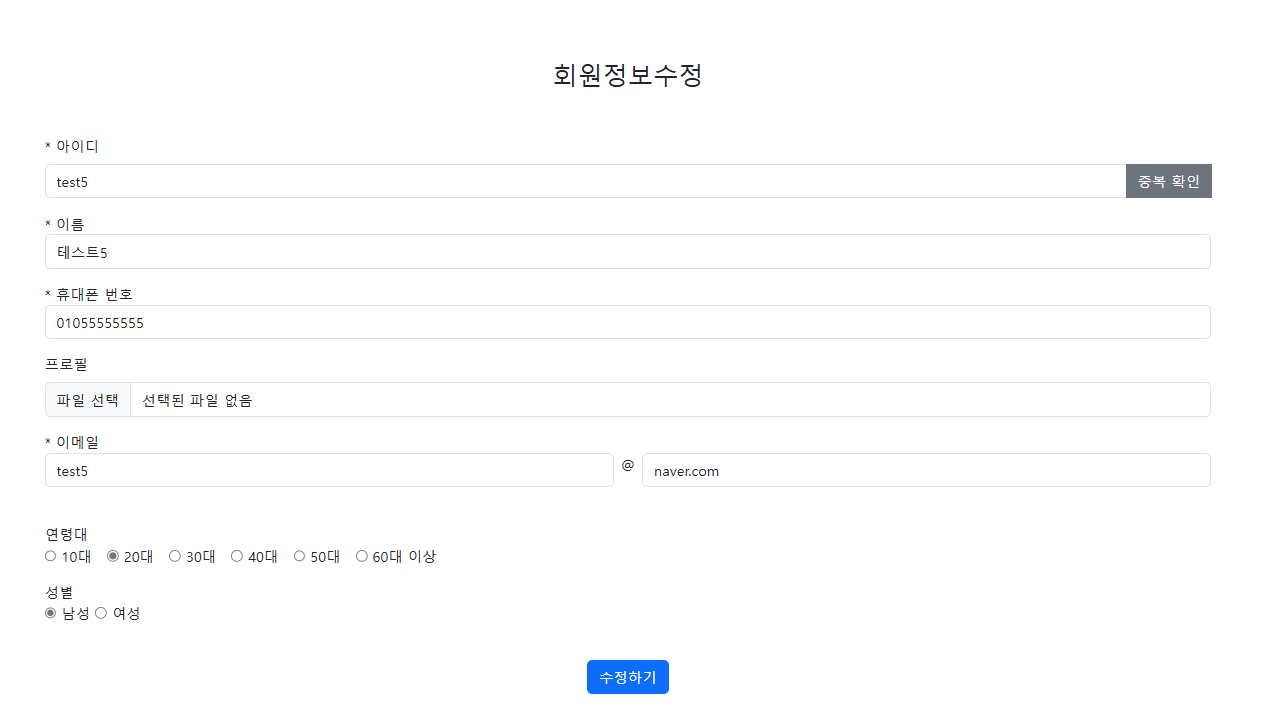 회원정보수정
* 아이디
test5 중복 확인
* 이름
테스트5
* 휴대폰 번호
01055555555
프로필
파일 선택 선택된 파일 없음
* 이메일
test5 @ naver.com
연령대
10대 20대 30대 40대 50대 60대 이상
성별
남성 여성
수정하기